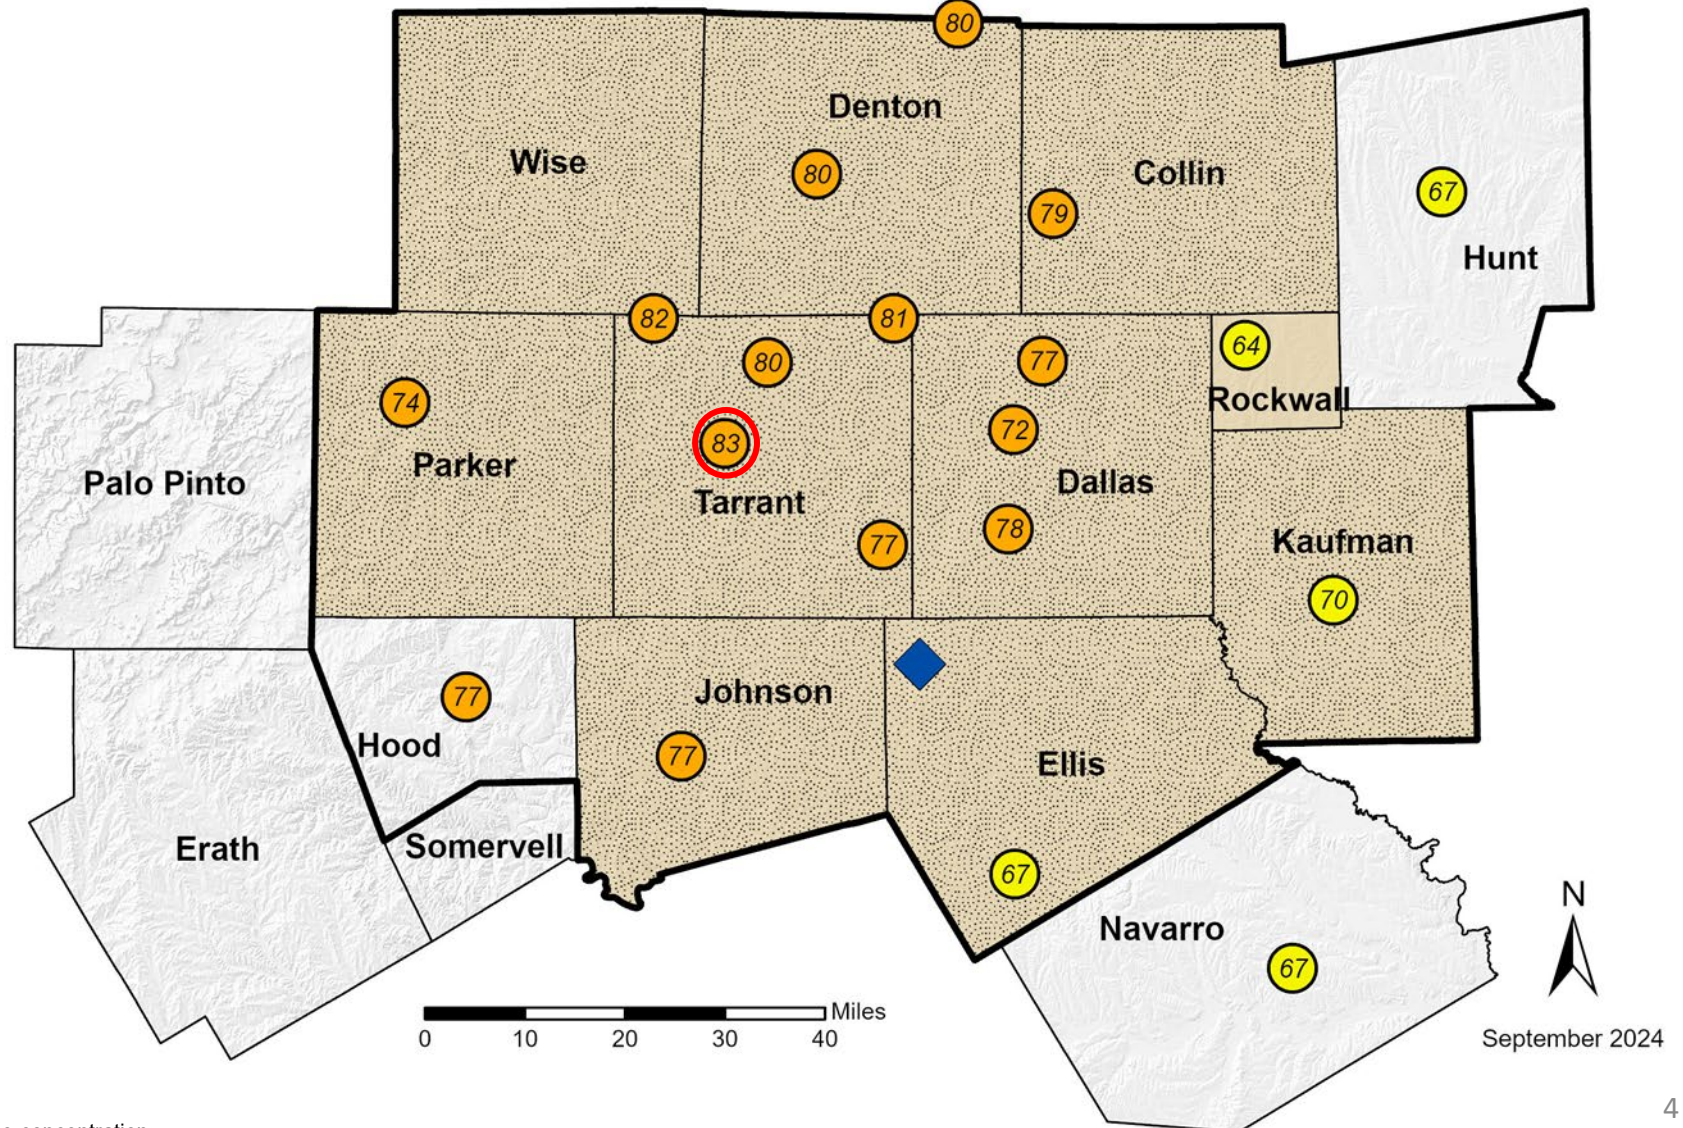 80
Denton
Wise
80
Collin
79
67
Hunt
82
81
80
77
64
Rockwall
74
72
83
Parker
Palo Pinto
Tarrant
Dallas
78
77
Kaufman
70
77
Hood
Johnson
77
Ellis
Erath
Somervell
67
Navarro
67
N
Miles
0 10 20 30 40
September 2024
4
concentration